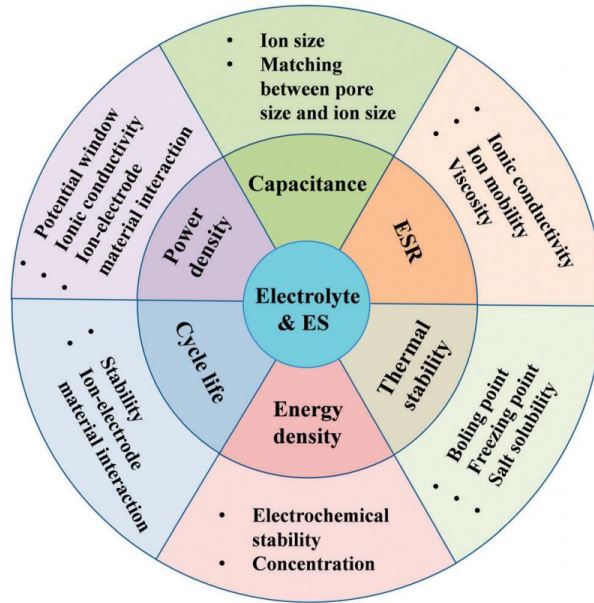 • Ion size
• Matching
between pore
size and ion size
Capacitance
• Ionic conductivity
• Ion mobility
• Viscosity
ESR
• Boling point
• Freezing point
• Salt solubility
Thermal
stability
• Electrochemical
stability
• Concentration
Energy
density
• Stability
• Ion-electrode
material interaction
Cycle life
• Potential window
• Ionic conductivity
• Ion-electrode
material interaction
Power
density
Electrolyte
& ES